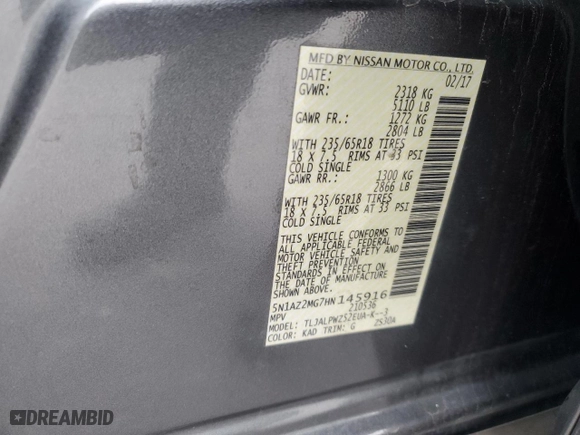 MFD BY NISSAN MOTOR CO., LTD.
DATE: 02/17
GVWR: 2318 KG
5110 LB
GAWR FR.: 1272 KG
2804 LB
WITH 235/65R18 TIRES
18 X 7.5 RIMS AT 33 PSI
COLD SINGLE
GAWR RR.: 1300 KG
2866 LB
WITH 235/65R18 TIRES
18 X 7.5 RIMS AT 33 PSI
COLD SINGLE
THIS VEHICLE CONFORMS TO
ALL APPLICABLE FEDERAL
MOTOR VEHICLE SAFETY AND
THEFT PREVENTION
STANDARDS IN EFFECT ON
THE DATE OF MANUFACTURE
5N1AZ2MG7HN145916
MPV 210536
MODEL: TLJALPWZ52EUA-K--3
COLOR: KAD TRIM: G ZS30A
DREAMBID